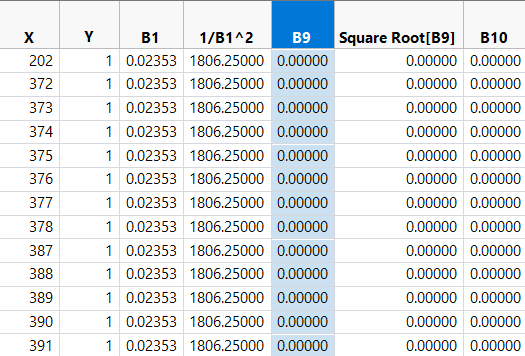 X Y B1 1/B1^2 B9 Square Root[B9] B10
202 1 0.02353 1806.25000 0.00000 0.00000 0.00000
372 1 0.02353 1806.25000 0.00000 0.00000 0.00000
373 1 0.02353 1806.25000 0.00000 0.00000 0.00000
374 1 0.02353 1806.25000 0.00000 0.00000 0.00000
375 1 0.02353 1806.25000 0.00000 0.00000 0.00000
376 1 0.02353 1806.25000 0.00000 0.00000 0.00000
377 1 0.02353 1806.25000 0.00000 0.00000 0.00000
378 1 0.02353 1806.25000 0.00000 0.00000 0.00000
387 1 0.02353 1806.25000 0.00000 0.00000 0.00000
388 1 0.02353 1806.25000 0.00000 0.00000 0.00000
389 1 0.02353 1806.25000 0.00000 0.00000 0.00000
390 1 0.02353 1806.25000 0.00000 0.00000 0.00000
391 1 0.02353 1806.25000 0.00000 0.00000 0.00000